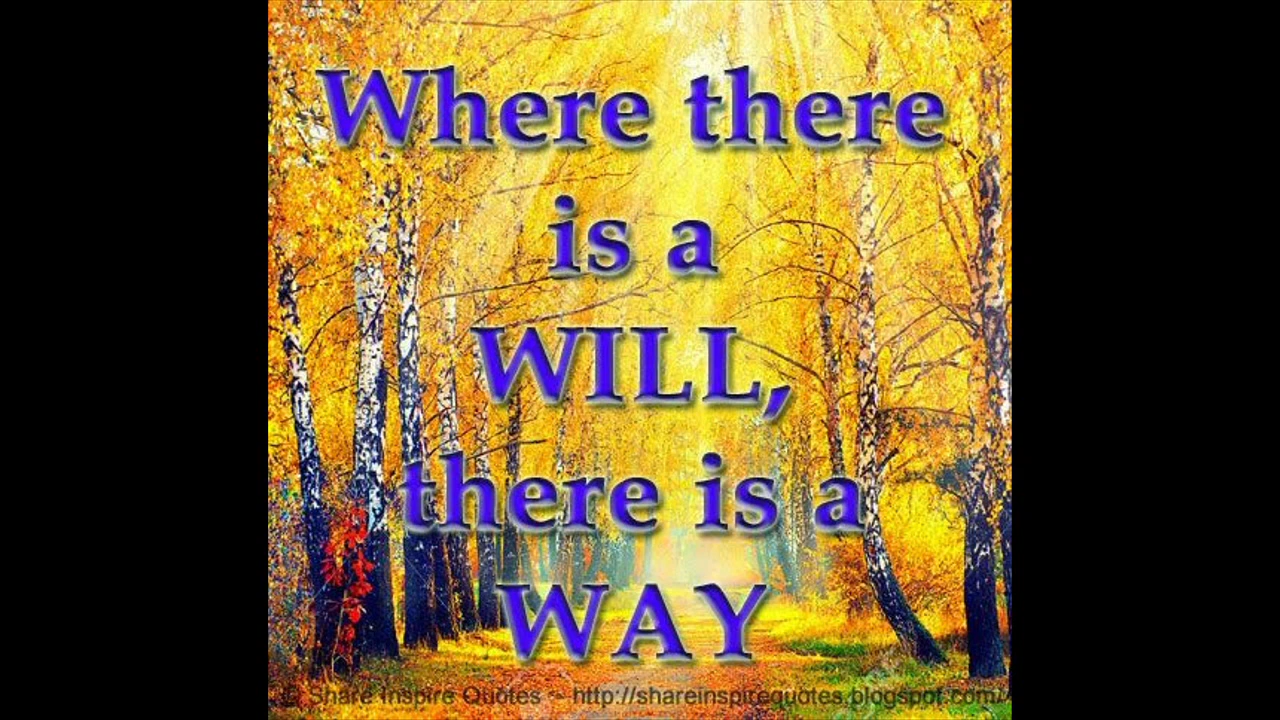 Where there
is a
WILL,
there is a
WAY
© Share Inspire Quotes ~ http://shareinspirequotes.blogspot.com/